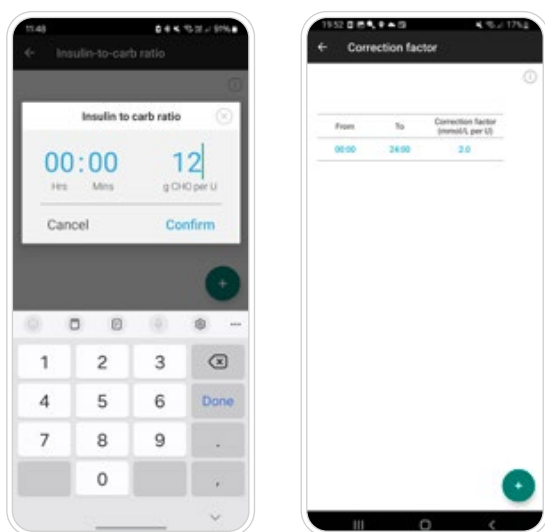 11:48
91%
Insulin-to-carb ratio
Insulin to carb ratio
00:00 12
Hrs Mins g CHO per U
Cancel Confirm
+
1 2 3
4 5 6 Done
7 8 9 .
0 ,
19:52 17%
Correction factor
From To Correction factor
(mmol/L per U)
00:00 24:00 2.0
+